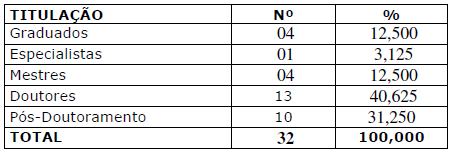 TITULAÇÃO Nº %
Graduados 04 12,500
Especialistas 01 3,125
Mestres 04 12,500
Doutores 13 40,625
Pós-Doutoramento 10 31,250
TOTAL 32 100,000